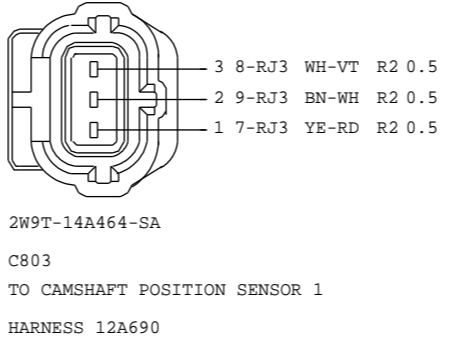 3 8-RJ3 WH-VT R2 0.5
2 9-RJ3 BN-WH R2 0.5
1 7-RJ3 YE-RD R2 0.5
2W9T-14A464-SA
C803
TO CAMSHAFT POSITION SENSOR 1
HARNESS 12A690